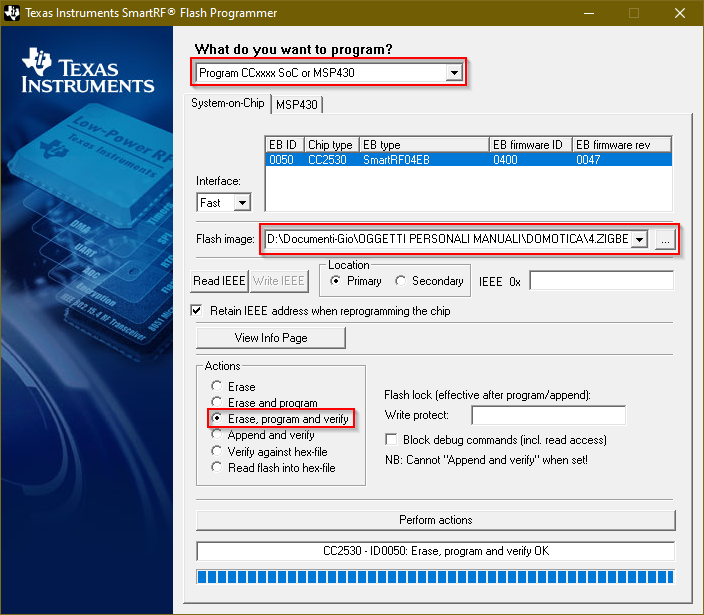 Texas Instruments SmartRF® Flash Programmer
TEXAS
INSTRUMENTS
Low-Power RF
Texas Instruments
DMA
UART
ADC
Encryption
IEEE 802.15.4 RF Transceiver
What do you want to program?
Program CCxxxx SoC or MSP430
System-on-Chip MSP430
EB ID Chip type EB type EB firmware ID EB firmware rev
0050 CC2530 SmartRF04EB 0400 0047
Interface:
Fast
Flash image: D:\Documenti-Gio\OGGETTI PERSONALI MANUALI\DOMOTICA\4.ZIGBE ...
Location
Read IEEE Write IEEE Primary Secondary IEEE 0x
Retain IEEE address when reprogramming the chip
View Info Page
Actions
Erase
Erase and program
Erase, program and verify
Append and verify
Verify against hex-file
Read flash into hex-file
Flash lock (effective after program/append):
Write protect:
Block debug commands (incl. read access)
NB: Cannot "Append and verify" when set!
Perform actions
CC2530 - ID0050: Erase, program and verify OK